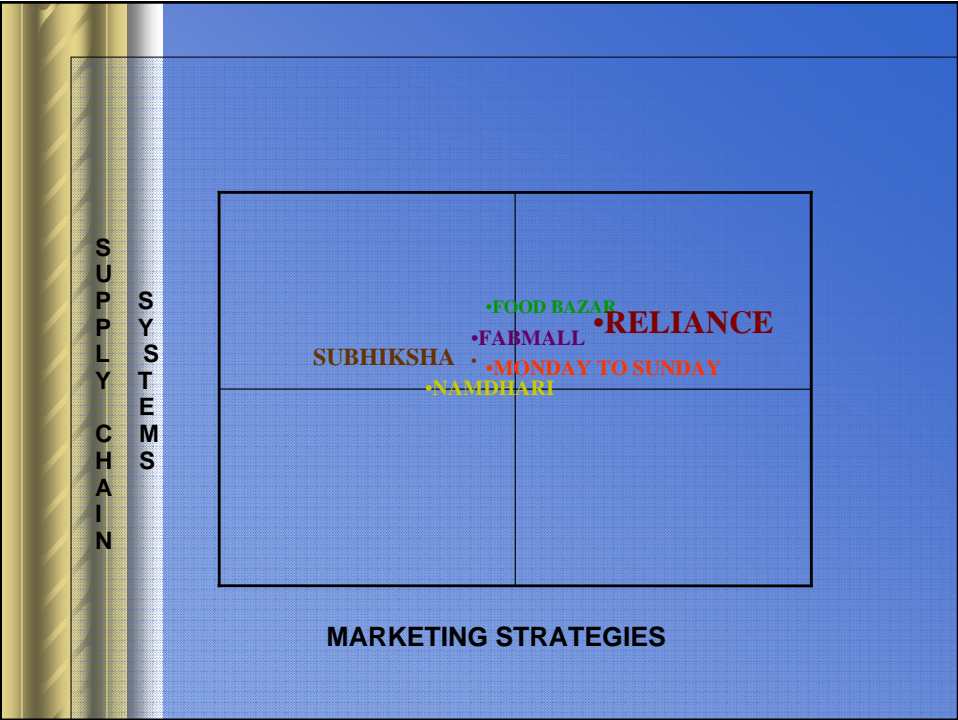 SUPPLY CHAIN
SYSTEMS
•FOOD BAZAR
•RELIANCE
•FABMALL
SUBHIKSHA •
•MONDAY TO SUNDAY
•NAMDHARI
MARKETING STRATEGIES